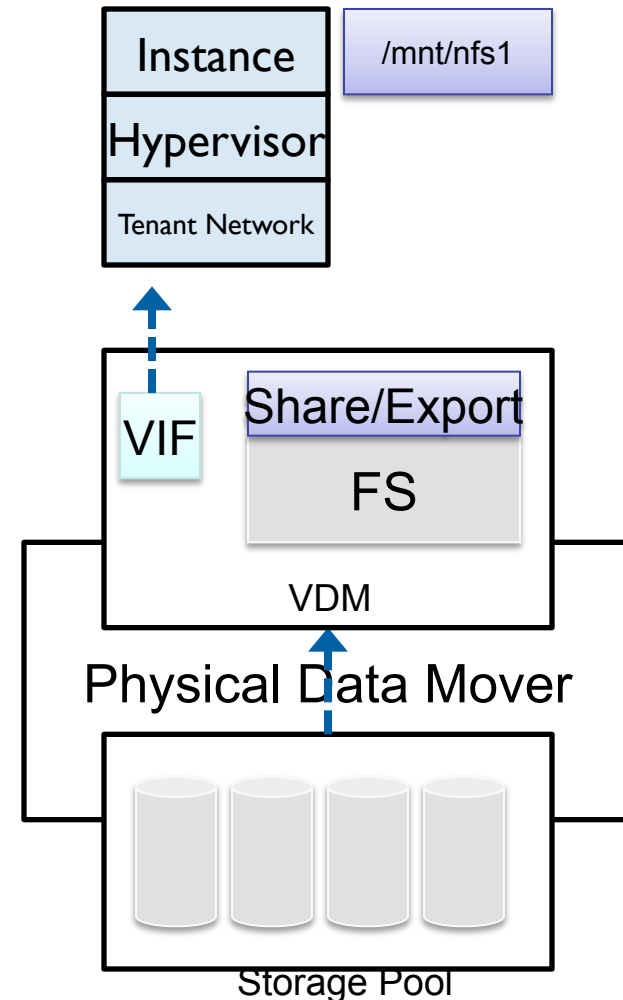 Instance
/mnt/nfs1
Hypervisor
Tenant Network
VIF
Share/Export
FS
VDM
Physical Data Mover
Storage Pool